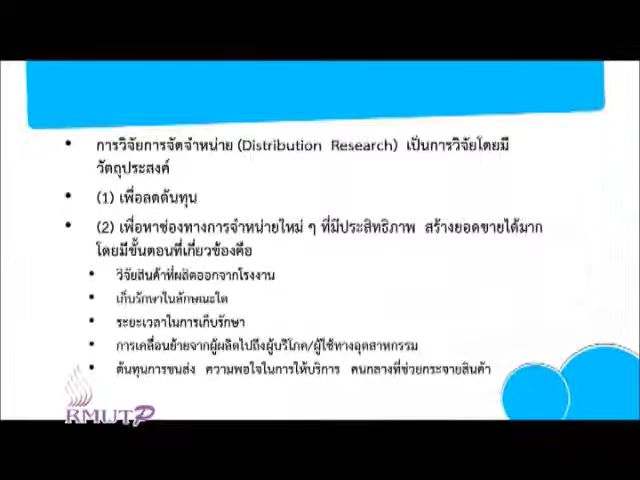 • การวิจัยการจัดจำหน่าย (Distribution Research) เป็นการวิจัยโดยมี
วัตถุประสงค์
• (1) เพื่อลดต้นทุน
• (2) เพื่อหาช่องทางการจำหน่ายใหม่ ๆ ที่มีประสิทธิภาพ สร้างยอดขายได้มาก
โดยมีขั้นตอนที่เกี่ยวข้องคือ
• วิจัยสินค้าที่ผลิตออกจากโรงงาน
• เก็บรักษาในลักษณะใด
• ระยะเวลาในการเก็บรักษา
• การเคลื่อนย้ายจากผู้ผลิตไปถึงผู้บริโภค/ผู้ใช้ทางอุตสาหกรรม
• ต้นทุนการขนส่ง ความพอใจในการให้บริการ คนกลางที่ช่วยกระจายสินค้า
RMUTP